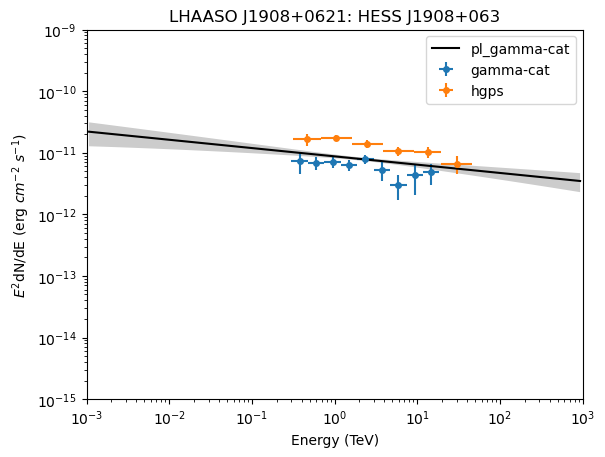 LHAASO J1908+0621: HESS J1908+063
pl_gamma-cat
gamma-cat
hgps
10⁻⁹
10⁻¹⁰
10⁻¹¹
10⁻¹²
10⁻¹³
10⁻¹⁴
10⁻¹⁵
E²dN/dE (erg cm⁻² s⁻¹)
10⁻³ 10⁻² 10⁻¹ 10⁰ 10¹ 10² 10³
Energy (TeV)